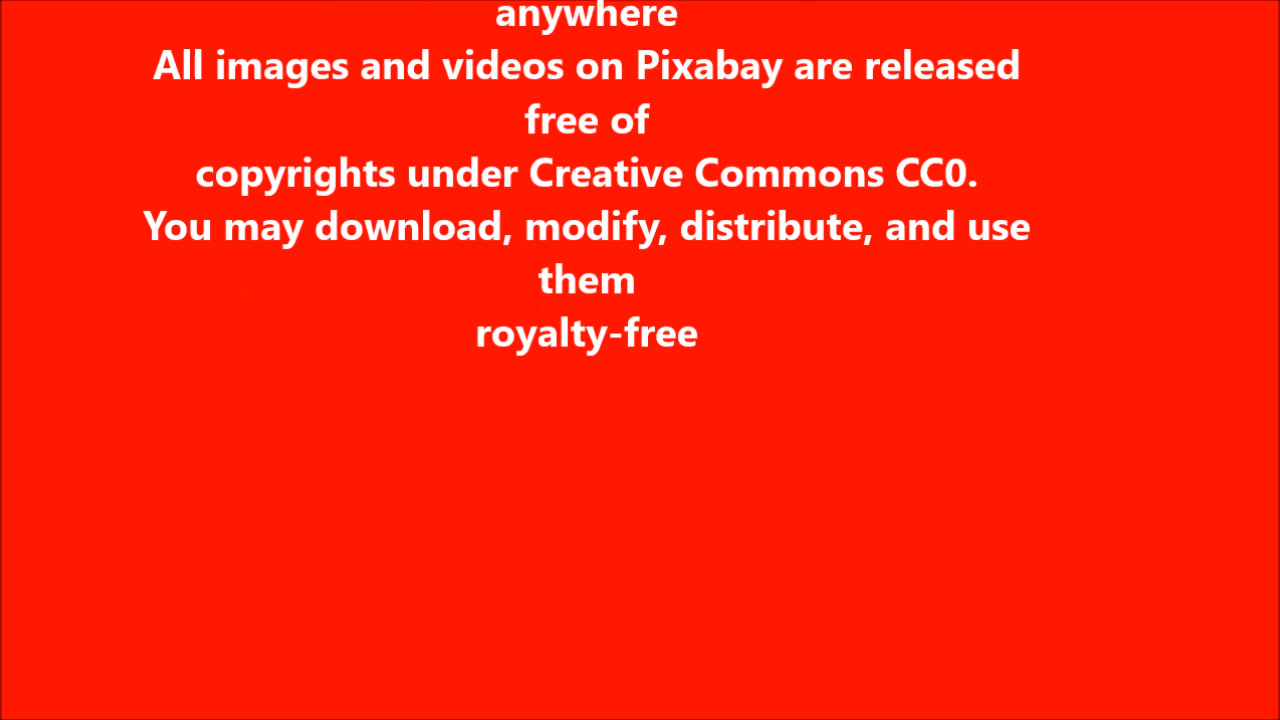 anywhere
All images and videos on Pixabay are released
free of
copyrights under Creative Commons CC0.
You may download, modify, distribute, and use
them
royalty-free